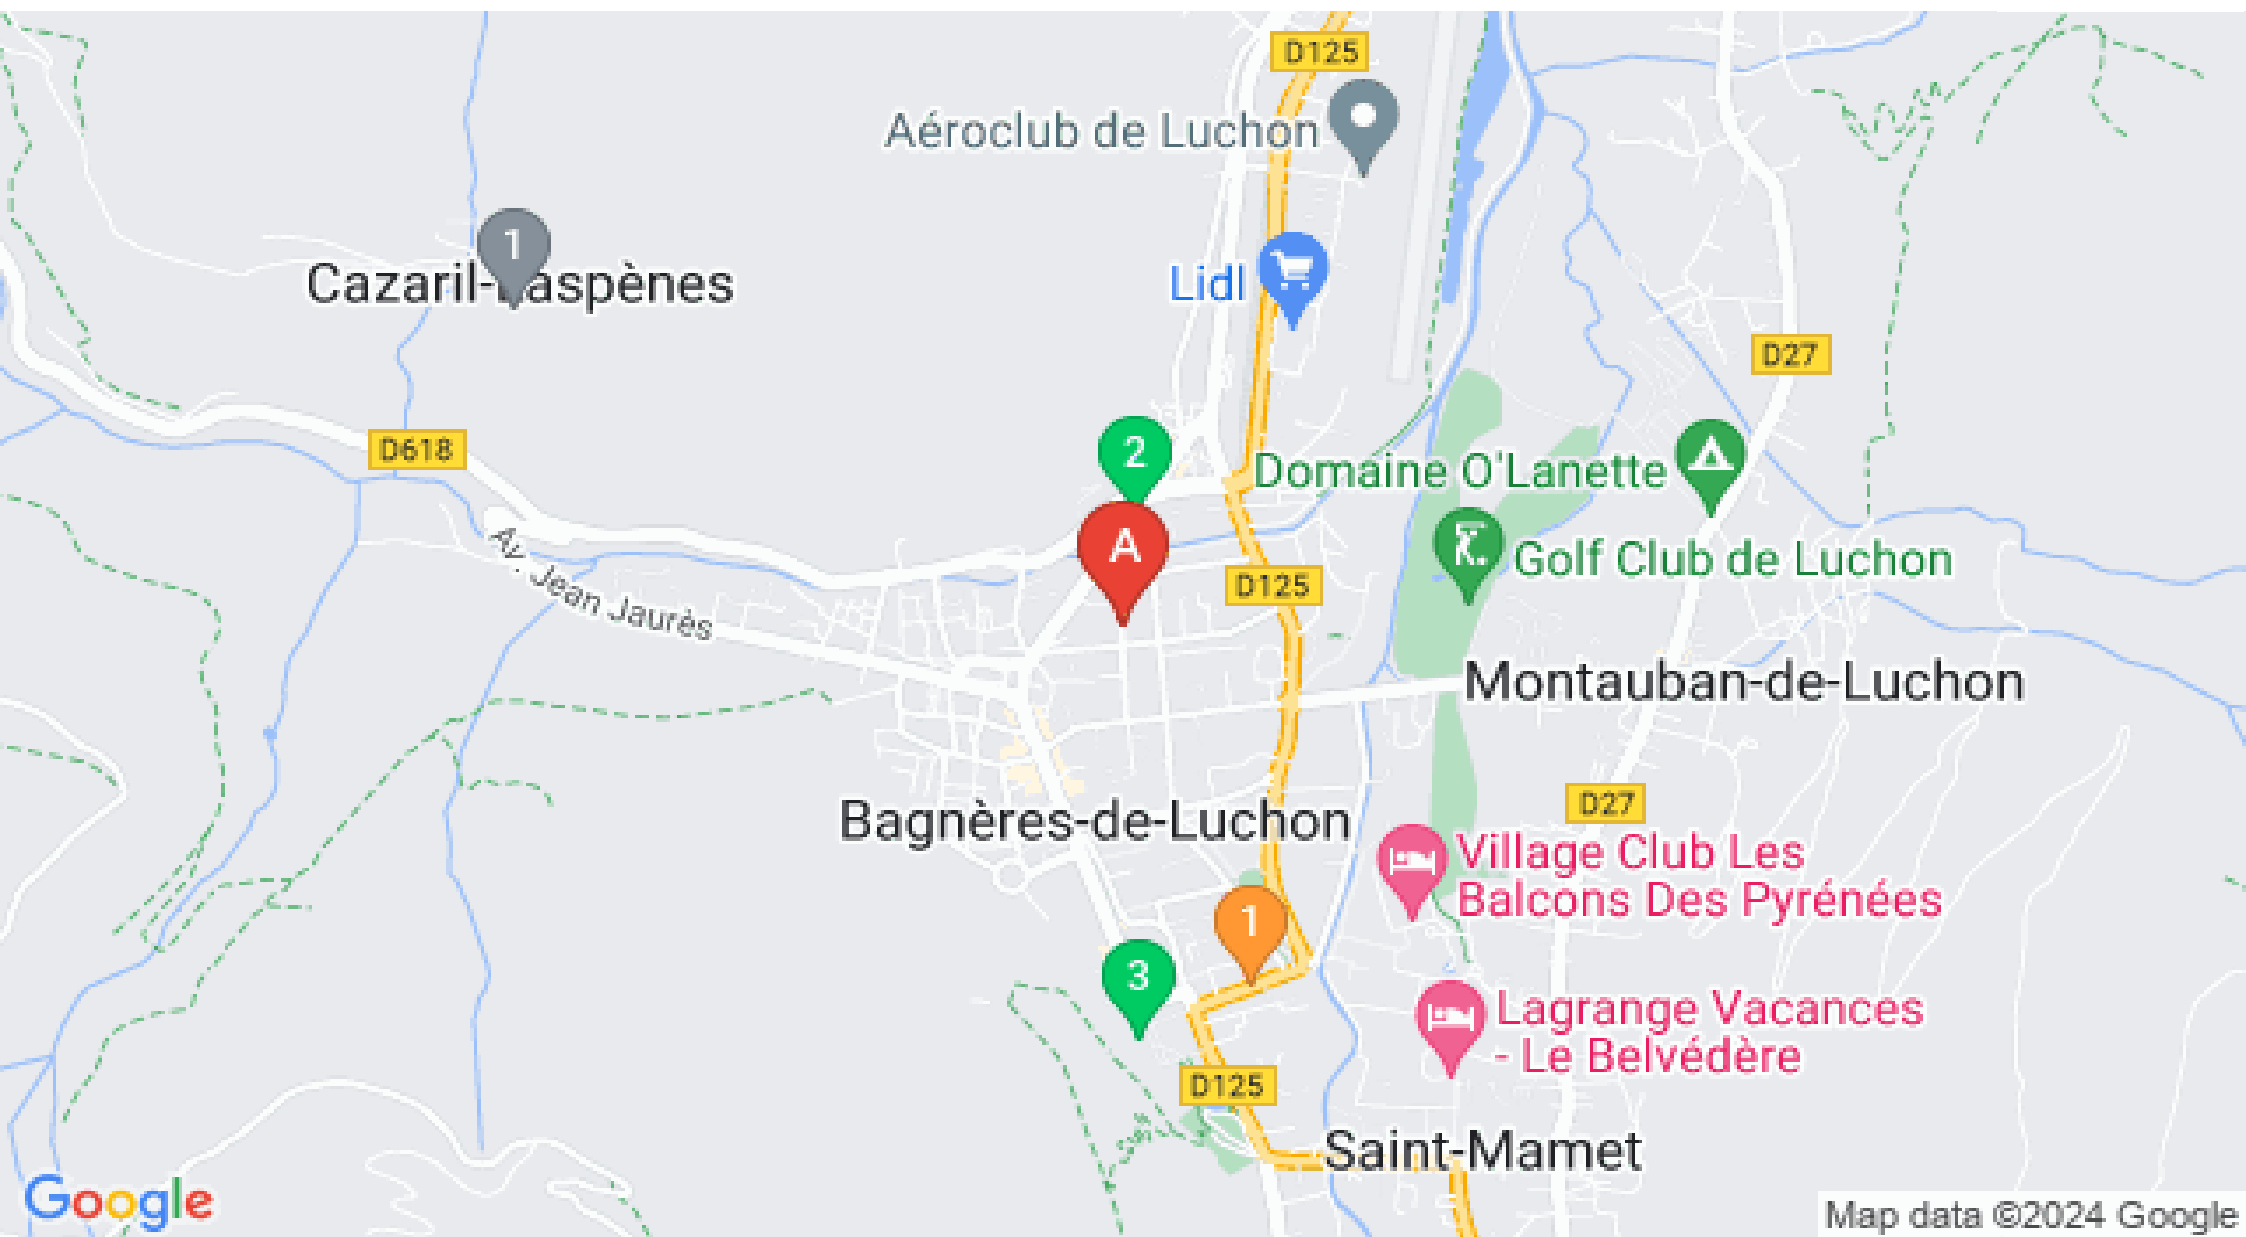 D125
Aéroclub de Luchon
1
Cazaril-Laspènes
Lidl
D27
D618
2
Domaine O'Lanette
A
Golf Club de Luchon
D125
Av. Jean Jaurès
Montauban-de-Luchon
Bagnères-de-Luchon
D27
Village Club Les
Balcons Des Pyrénées
1
3
Lagrange Vacances
- Le Belvédère
D125
Saint-Mamet
Google
Map data ©2024 Google